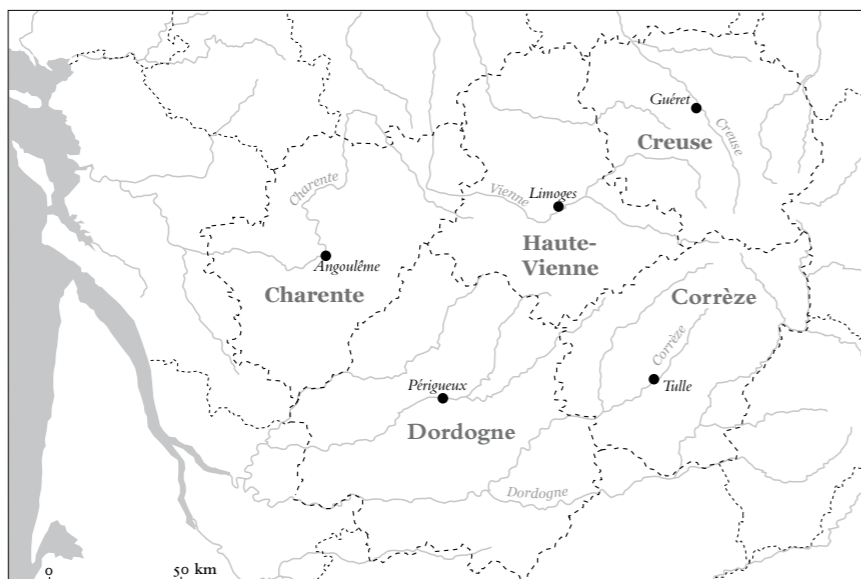 Guéret
Creuse
Creuse
Charente
Vienne
Limoges
Haute-
Vienne
Angoulême
Charente
Corrèze
Corrèze
Périgueux
Tulle
Dordogne
Dordogne
0 50 km